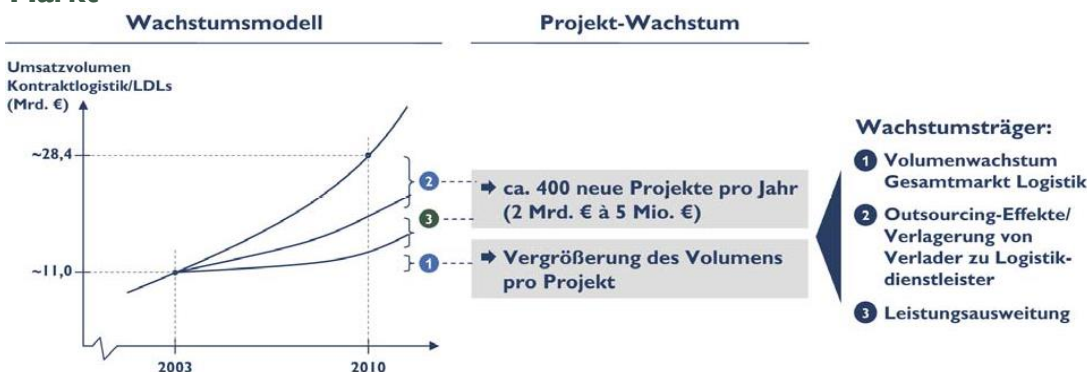 Märkte
Wachstumsmodell
Projekt-Wachstum
Umsatzvolumen
Kontraktlogistik/LDLs
(Mrd. €)
~28,4
~11,0
2003
2010
2
3
1
➡ ca. 400 neue Projekte pro Jahr
(2 Mrd. € à 5 Mio. €)
➡ Vergrößerung des Volumens
pro Projekt
Wachstumsträger:
1 Volumenwachstum
Gesamtmarkt Logistik
2 Outsourcing-Effekte/
Verlagerung von
Verlader zu Logistik-
dienstleister
3 Leistungsausweitung